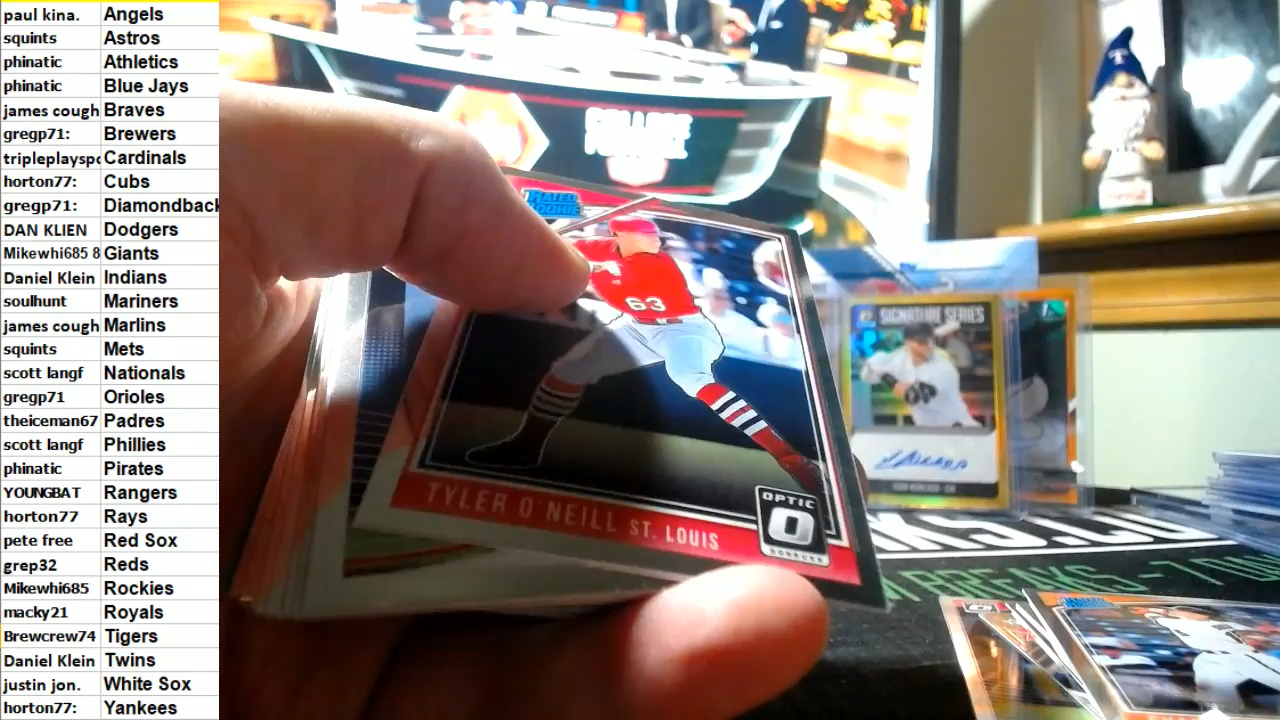 paul kina. Angels
squints Astros
phinatic Athletics
phinatic Blue Jays
james cough Braves
gregp71: Brewers
tripleplayspo Cardinals
horton77: Cubs
gregp71: Diamondback
DAN KLIEN Dodgers
Mikewhi685 8 Giants
Daniel Klein Indians
soulhunt Mariners
james cough Marlins
squints Mets
scott langf Nationals
gregp71 Orioles
theiceman67 Padres
scott langf Phillies
phinatic Pirates
YOUNGBAT Rangers
horton77 Rays
pete free Red Sox
grep32 Reds
Mikewhi685 Rockies
macky21 Royals
Brewcrew74 Tigers
Daniel Klein Twins
justin jon. White Sox
horton77: Yankees
COLLEGE
RATED
ROOKIE
63
TYLER O'NEILL ST. LOUIS
OPTIC
DONRUSS
T
SIGNATURE SERIES
AKS.CO
BREAKS